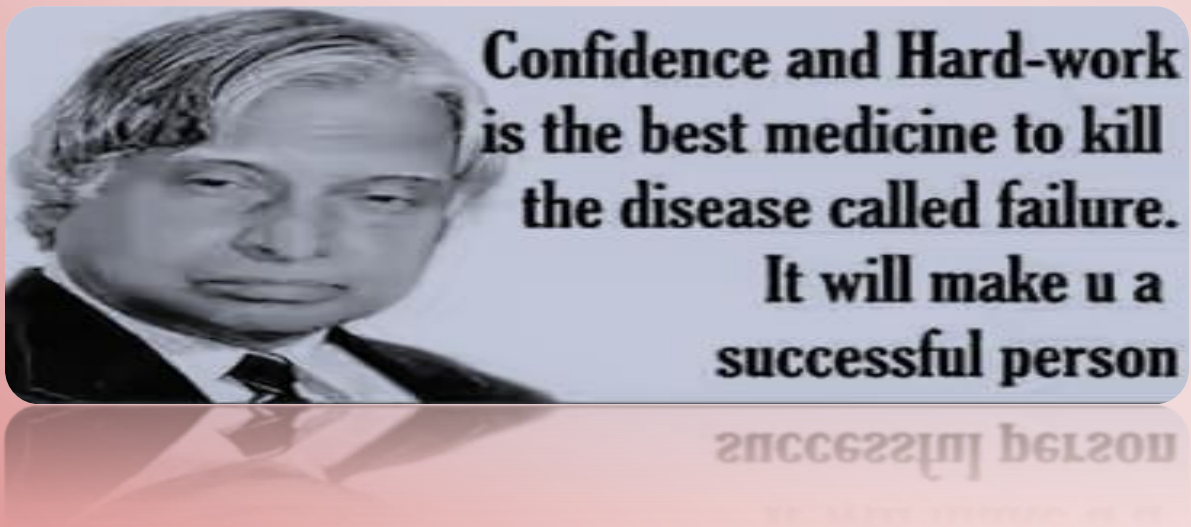 Confidence and Hard-work
is the best medicine to kill
the disease called failure.
It will make u a
successful person